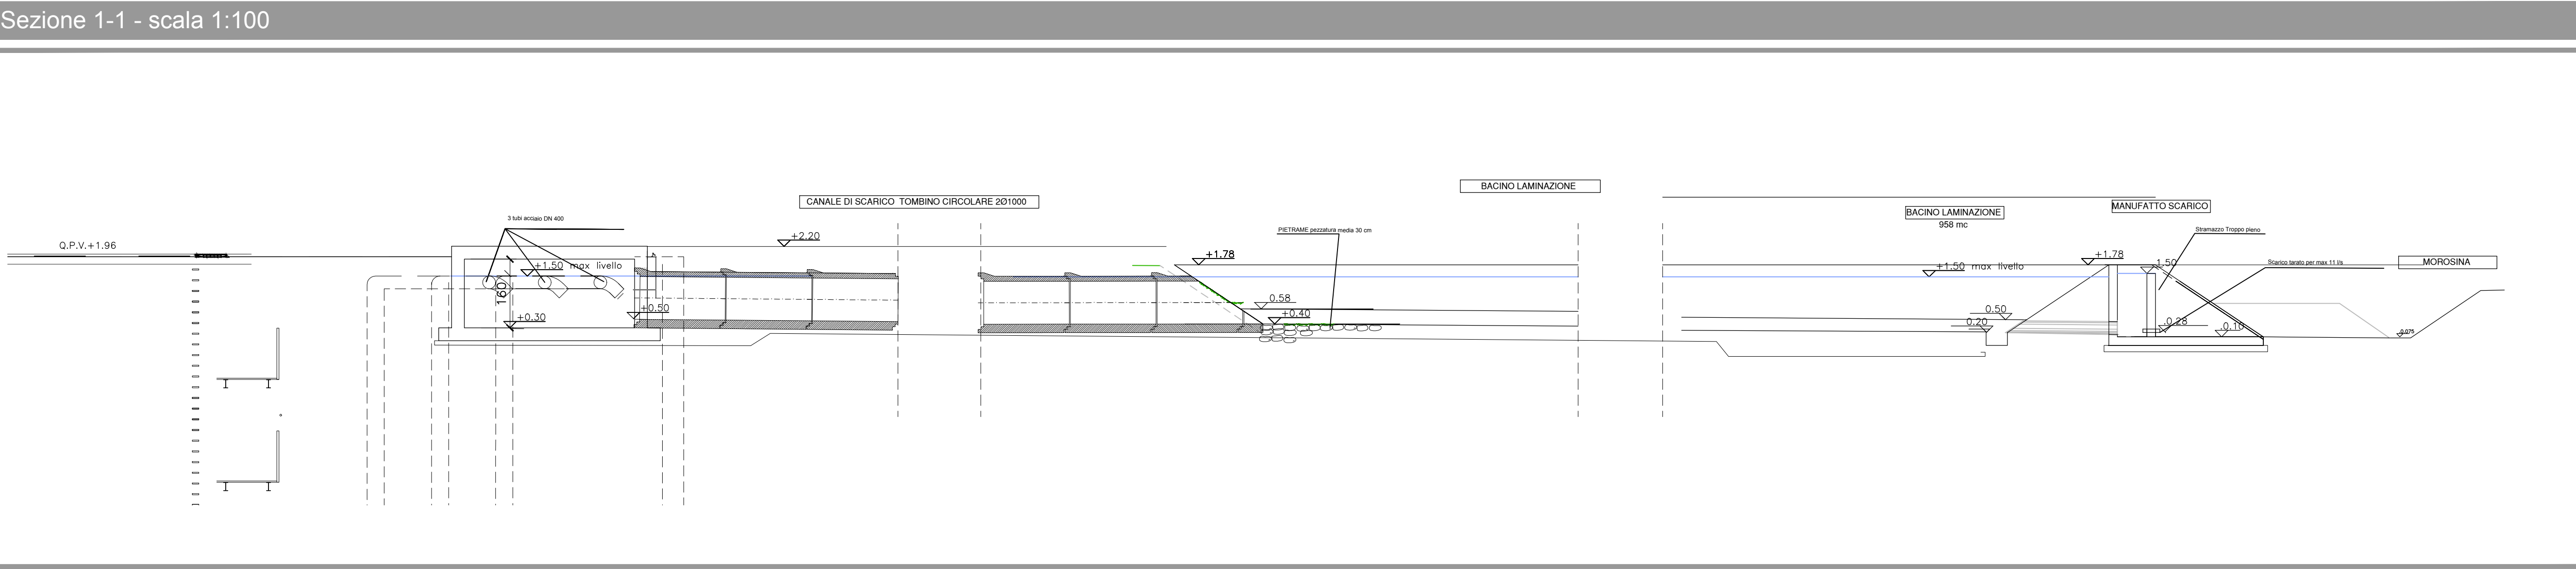 Sezione 1-1 - scala 1:100
BACINO LAMINAZIONE
CANALE DI SCARICO TOMBINO CIRCOLARE 2Ø1000
MANUFATTO SCARICO
BACINO LAMINAZIONE
958 mc
3 tubi acciaio DN 400
Stramazzo Troppo pieno
PIETRAME pezzatura media 30 cm
+2.20
Q.P.V.+1.96
+1.78
+1.78
MOROSINA
Scarico tarato per max 11 l/s
1.50
+1.50 max livello
+1.50 max livello
160
0.58
+0.50
0.50
+0.40
+0.30
0.20
0.28
0.10
0.075